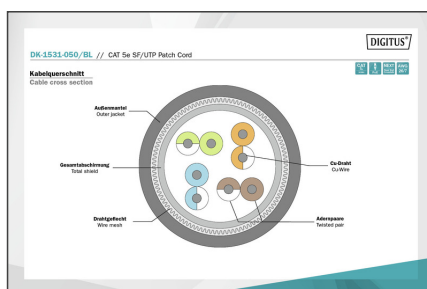 DIGITUS®
DK-1531-050/BL // CAT 5e SF/UTP Patch Cord
Kabelquerschnitt
Cable cross section
Außenmantel
Outer jacket
Gesamtabschirmung
Total shield
Cu-Draht
Cu-Wire
Drahtgeflecht
Wire mesh
Adernpaare
Twisted pair